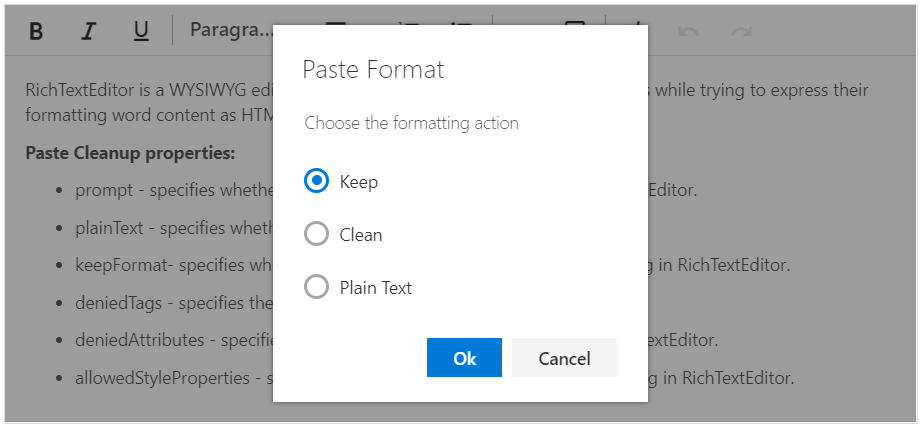 B I U Paragra...
Paste Format
RichTextEditor is a WYSIWYG edi s while trying to express their
formatting word content as HTM
Choose the formatting action
Paste Cleanup properties:
• prompt - specifies whethe Editor.
Keep
• plainText - specifies wheth
Clean
• keepFormat- specifies wh g in RichTextEditor.
Plain Text
• deniedTags - specifies the
• deniedAttributes - specifi extEditor.
Ok Cancel
• allowedStyleProperties - s g in RichTextEditor.